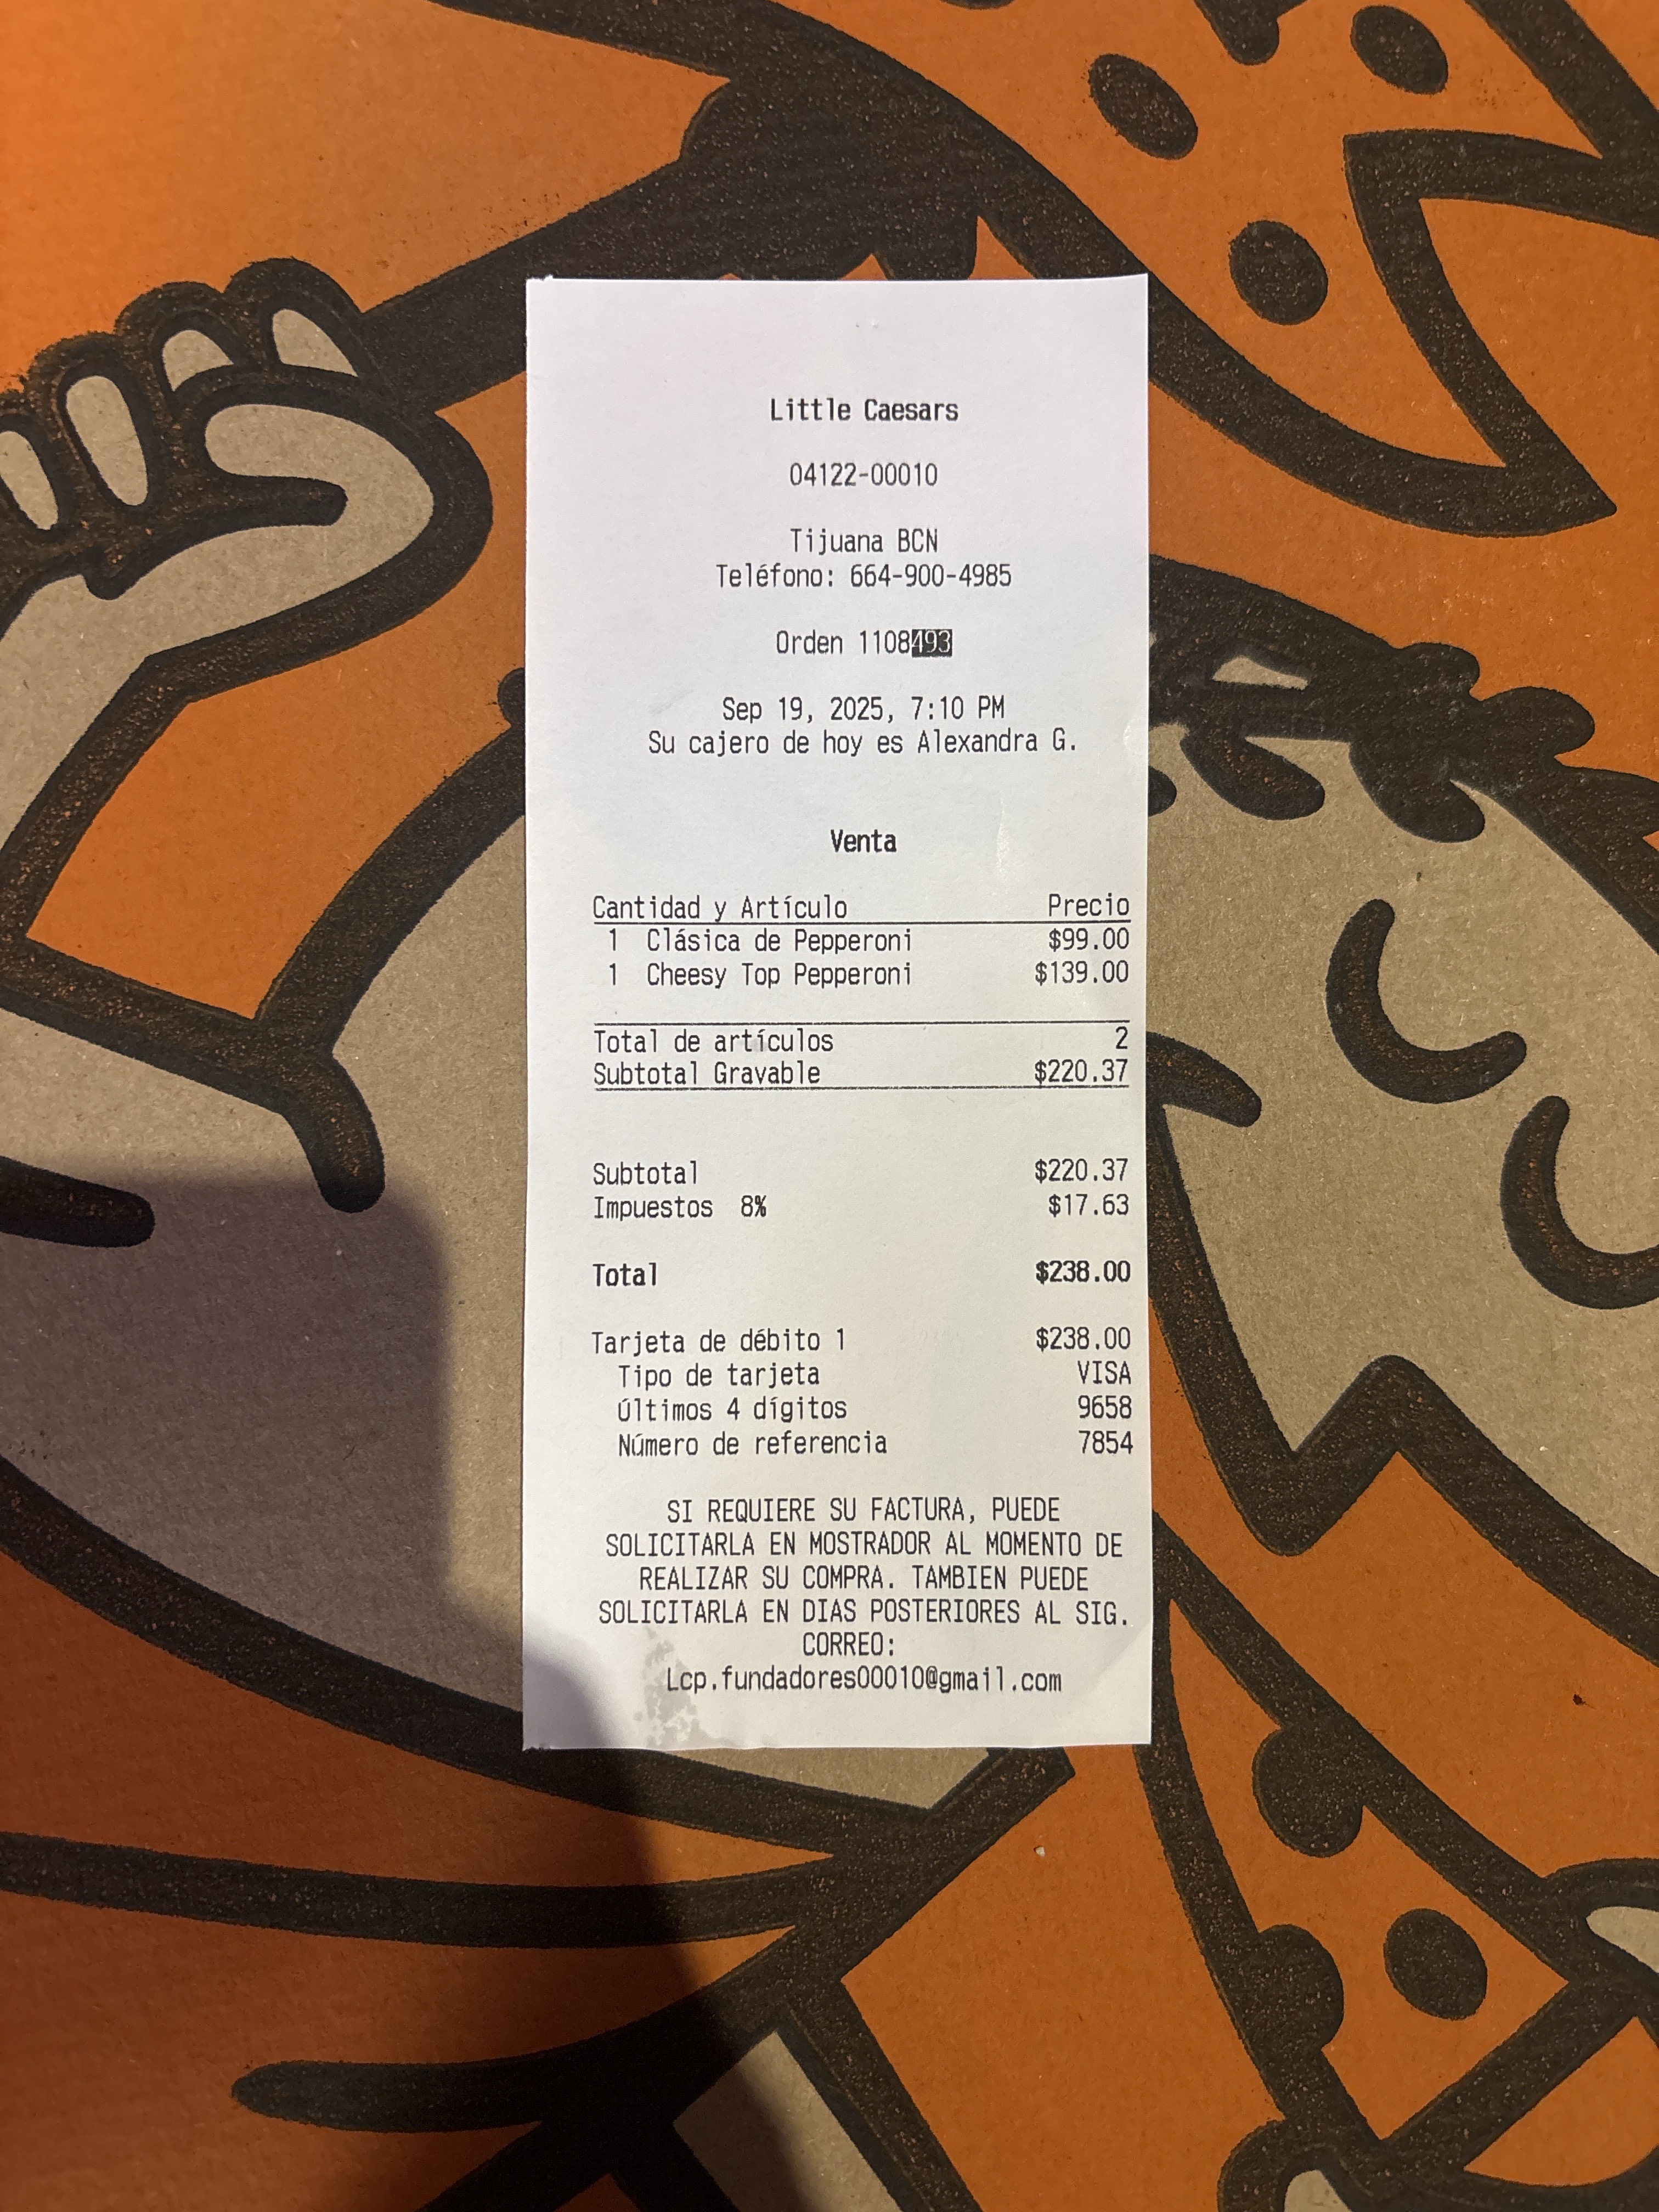 Little Caesars
04122-00010
Tijuana BCN
Teléfono: 664-900-4985
Orden 1108493
Sep 19, 2025, 7:10 PM
Su cajero de hoy es Alexandra G.
Venta
Cantidad y Artículo Precio
1 Clásica de Pepperoni $99.00
1 Cheesy Top Pepperoni $139.00
Total de artículos 2
Subtotal Gravable $220.37
Subtotal $220.37
Impuestos 8% $17.63
Total $238.00
Tarjeta de débito 1 $238.00
Tipo de tarjeta VISA
Últimos 4 dígitos 9658
Número de referencia 7854
SI REQUIERE SU FACTURA, PUEDE
SOLICITARLA EN MOSTRADOR AL MOMENTO DE
REALIZAR SU COMPRA. TAMBIEN PUEDE
SOLICITARLA EN DIAS POSTERIORES AL SIG.
CORREO:
Lcp.fundadores00010@gmail.com